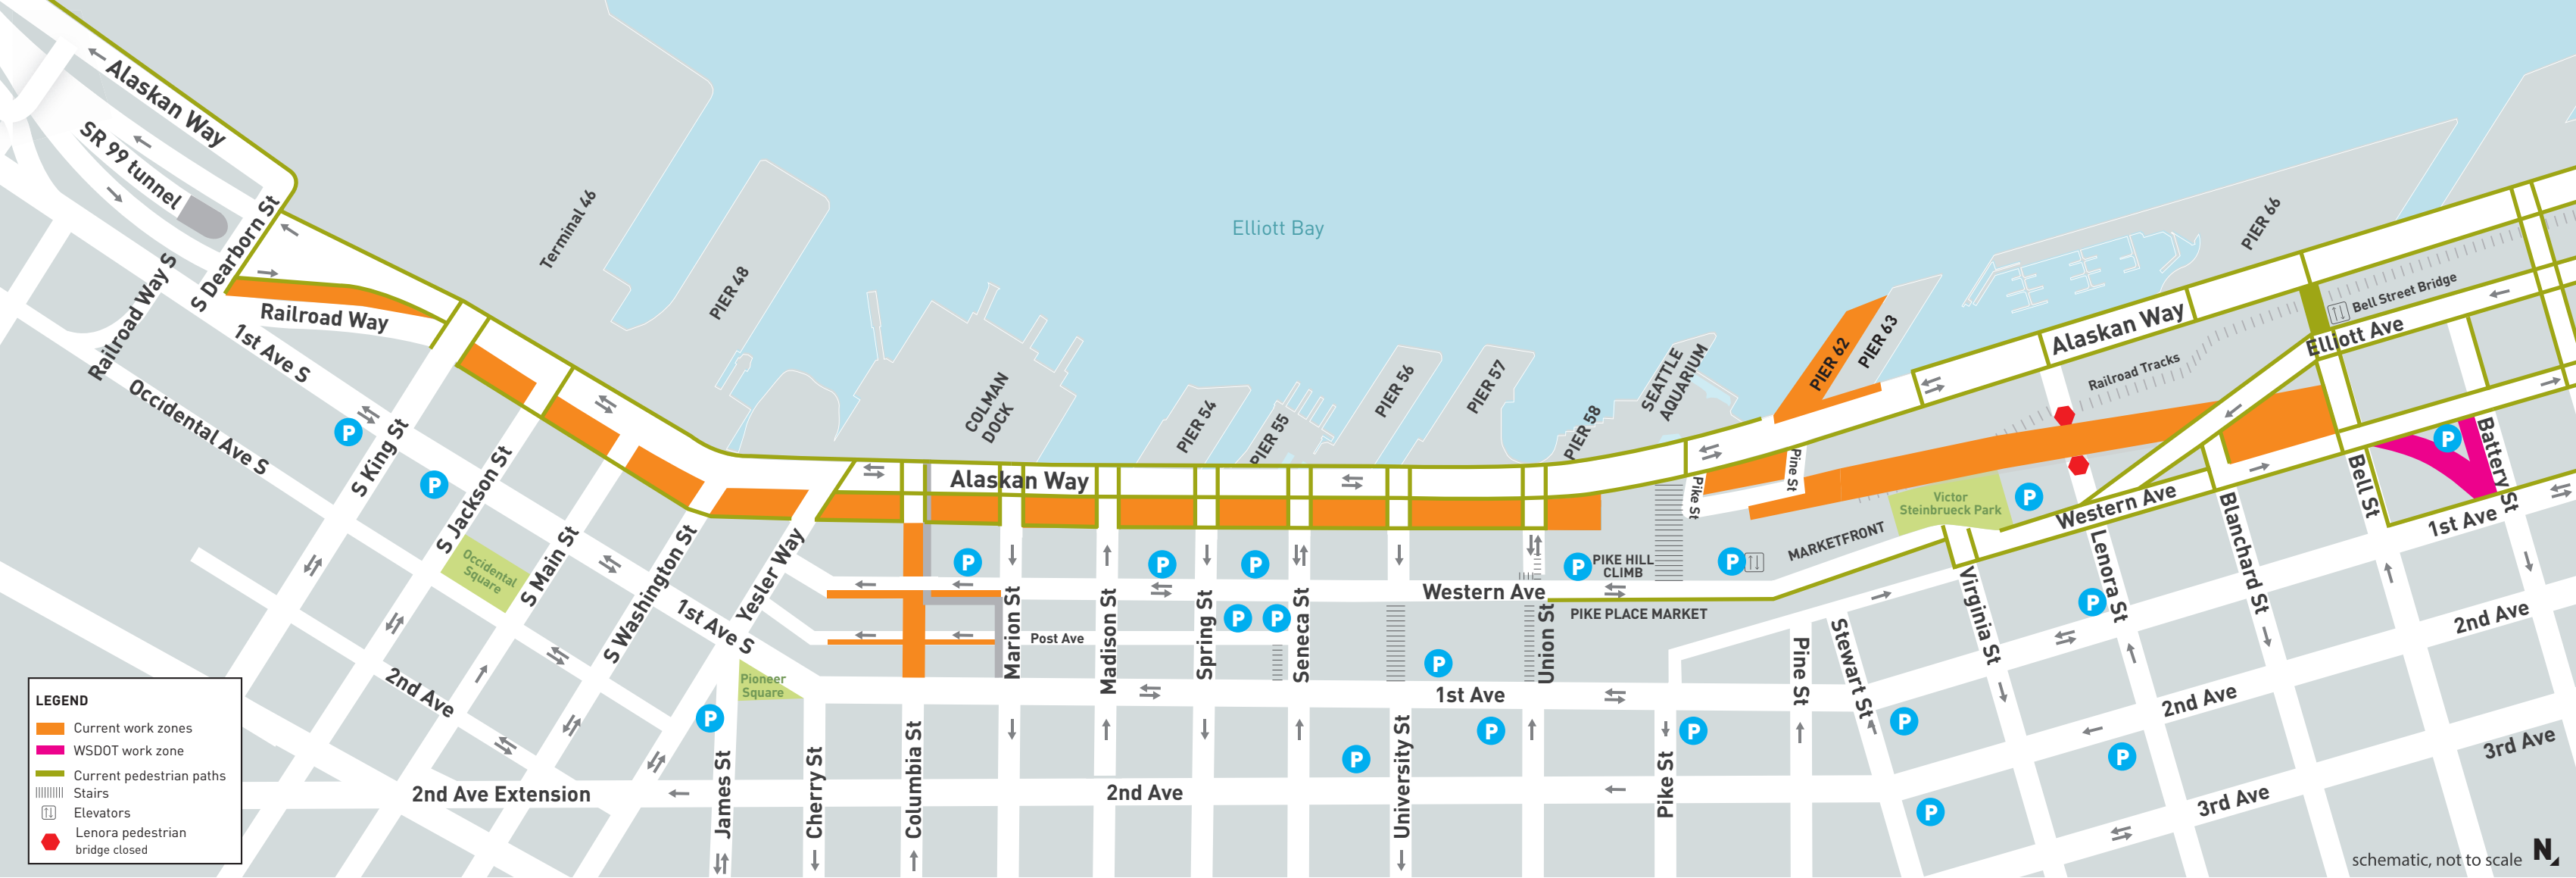 Alaskan Way
SR 99 tunnel
S Dearborn St
Railroad Way S
Railroad Way
1st Ave S
Occidental Ave S
P
P
S King St
S Jackson St
Occidental
Square
S Main St
S Washington St
Yesler Way
1st Ave S
2nd Ave
2nd Ave Extension
Pioneer
Square
P
James St
Cherry St
Columbia St
Terminal 46
PIER 48
COLMAN
DOCK
Elliott Bay
PIER 54
PIER 55
PIER 56
PIER 57
PIER 58
SEATTLE
AQUARIUM
PIER 62
PIER 63
PIER 66
Alaskan Way
P
P
P
P
P
P
Marion St
Madison St
Spring St
Seneca St
University St
Union St
Western Ave
Post Ave
1st Ave
2nd Ave
P
P
P
PIKE HILL
CLIMB
P
PIKE PLACE MARKET
MARKETFRONT
Pike St
Pine St
Pike St
Pine St
P
Stewart St
P
P
Virginia St
Victor
Steinbrueck Park
P
Western Ave
Lenora St
P
P
Blanchard St
Bell St
Battery St
P
Alaskan Way
Railroad Tracks
Bell Street Bridge
Elliott Ave
1st Ave
2nd Ave
2nd Ave
3rd Ave
3rd Ave
LEGEND
Current work zones
WSDOT work zone
Current pedestrian paths
Stairs
Elevators
Lenora pedestrian
bridge closed
schematic, not to scale
N